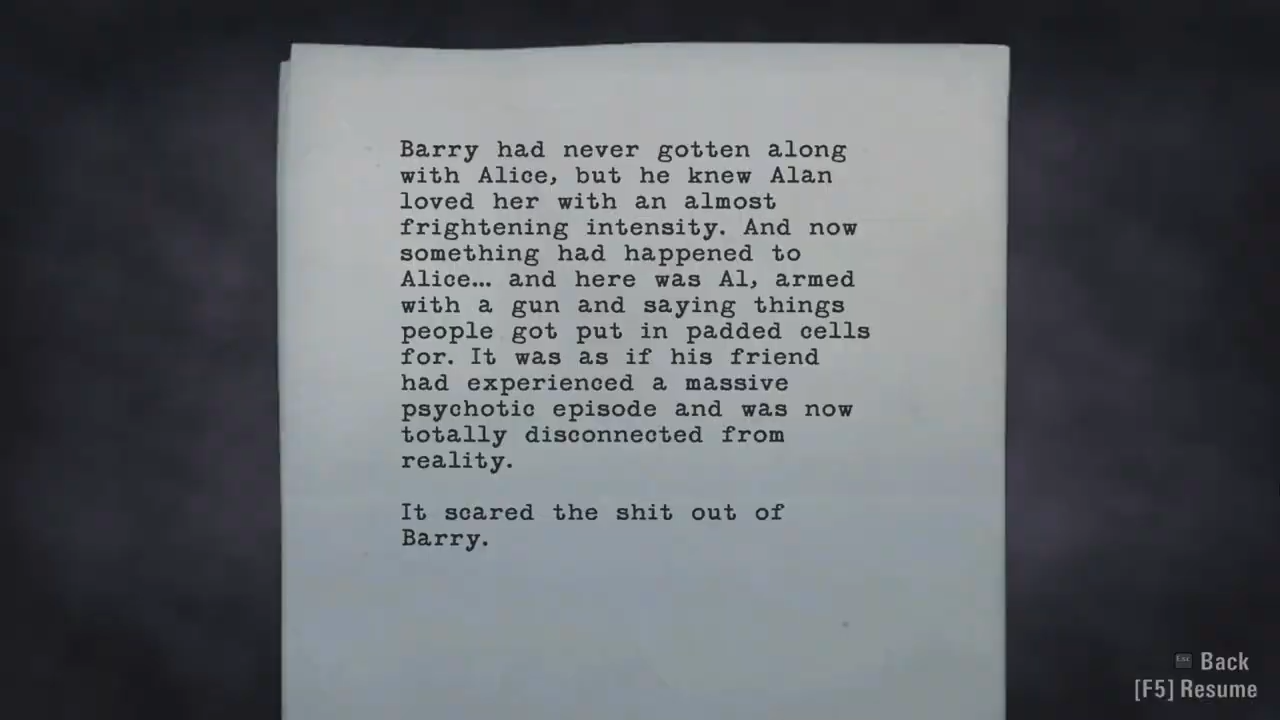 Barry had never gotten along
with Alice, but he knew Alan
loved her with an almost
frightening intensity. And now
something had happened to
Alice... and here was Al, armed
with a gun and saying things
people got put in padded cells
for. It was as if his friend
had experienced a massive
psychotic episode and was now
totally disconnected from
reality.

It scared the shit out of
Barry.
Esc Back
[F5] Resume